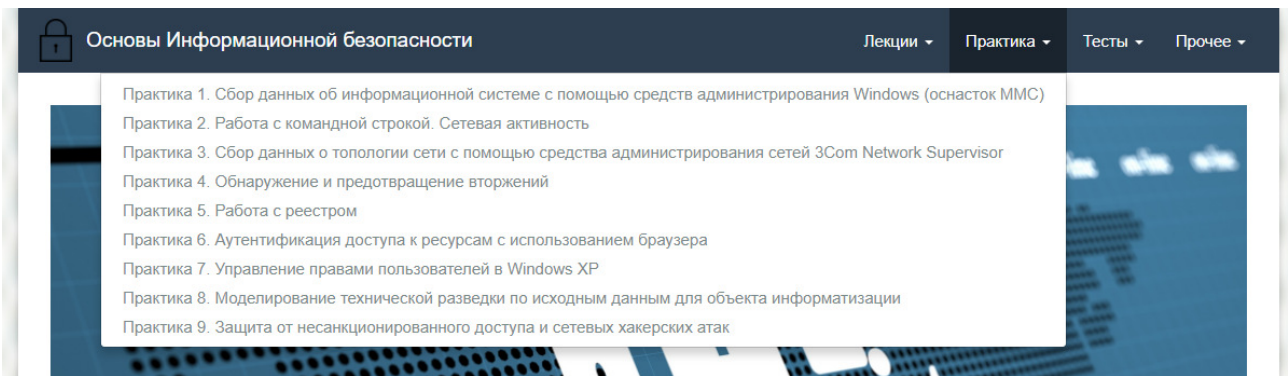 Основы Информационной безопасности
Лекции
Практика
Тесты
Прочее
Практика 1. Сбор данных об информационной системе с помощью средств администрирования Windows (оснасток MMC)
Практика 2. Работа с командной строкой. Сетевая активность
Практика 3. Сбор данных о топологии сети с помощью средства администрирования сетей 3Com Network Supervisor
Практика 4. Обнаружение и предотвращение вторжений
Практика 5. Работа с реестром
Практика 6. Аутентификация доступа к ресурсам с использованием браузера
Практика 7. Управление правами пользователей в Windows XP
Практика 8. Моделирование технической разведки по исходным данным для объекта информатизации
Практика 9. Защита от несанкционированного доступа и сетевых хакерских атак